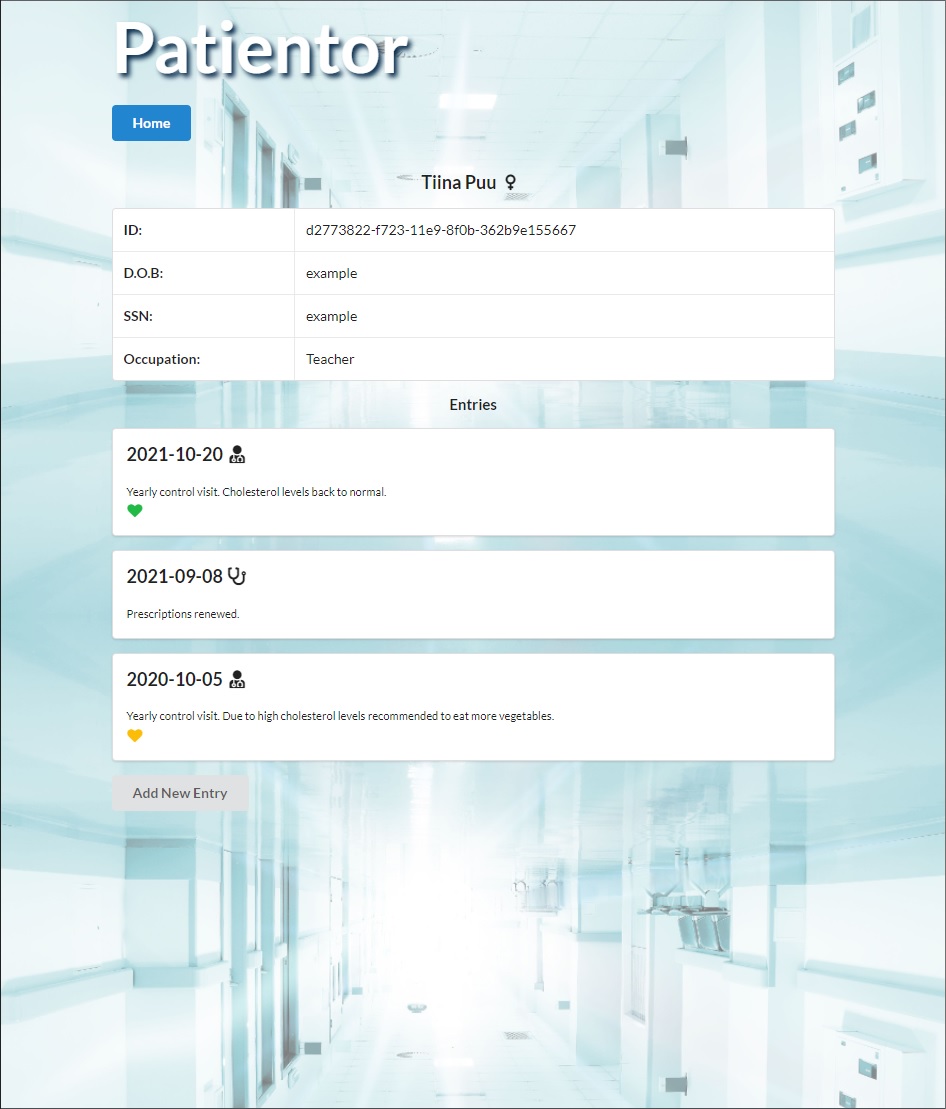 Patientor
Home
Tiina Puu
ID: d2773822-f723-11e9-8f0b-362b9e155667
D.O.B: example
SSN: example
Occupation: Teacher
Entries
2021-10-20
Yearly control visit. Cholesterol levels back to normal.
2021-09-08
Prescriptions renewed.
2020-10-05
Yearly control visit. Due to high cholesterol levels recommended to eat more vegetables.
Add New Entry